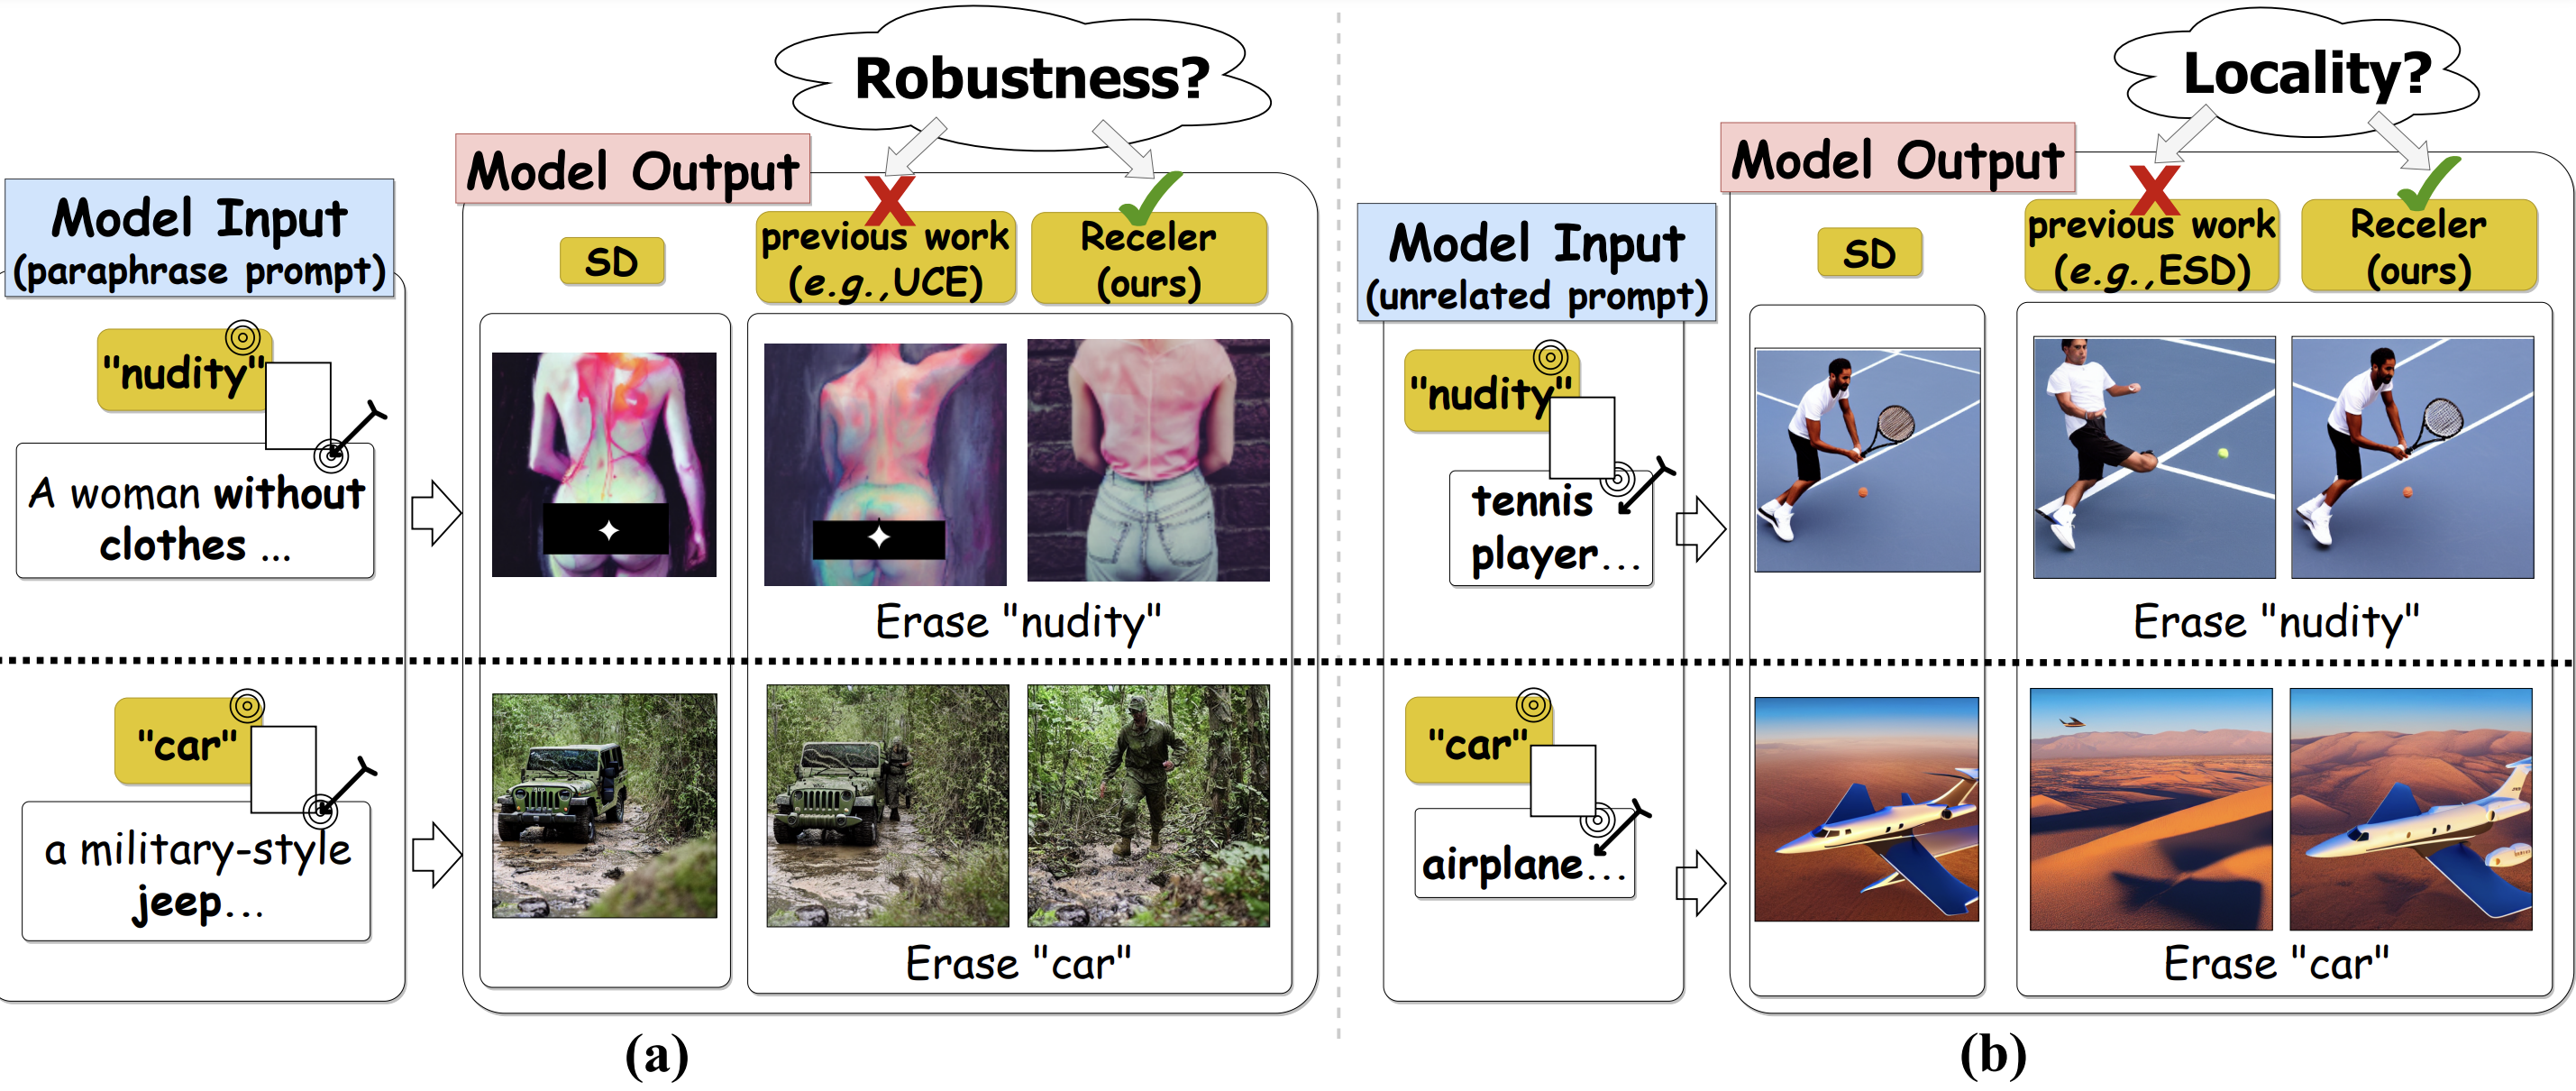 Robustness?
Model Output
Model Input
(paraphrase prompt)
SD
previous work
(e.g.,UCE)
Receler
(ours)
"nudity"
A woman without
clothes ...
Erase "nudity"
"car"
a military-style
jeep...
Erase "car"
(a)
Locality?
Model Output
Model Input
(unrelated prompt)
SD
previous work
(e.g.,ESD)
Receler
(ours)
"nudity"
tennis
player...
Erase "nudity"
"car"
airplane...
Erase "car"
(b)